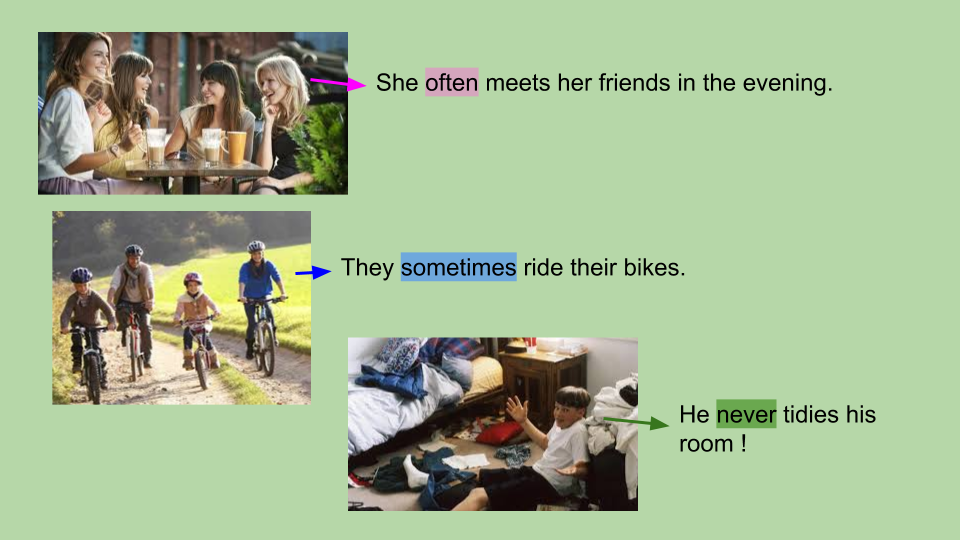 She often meets her friends in the evening.
They sometimes ride their bikes.
He never tidies his
room !